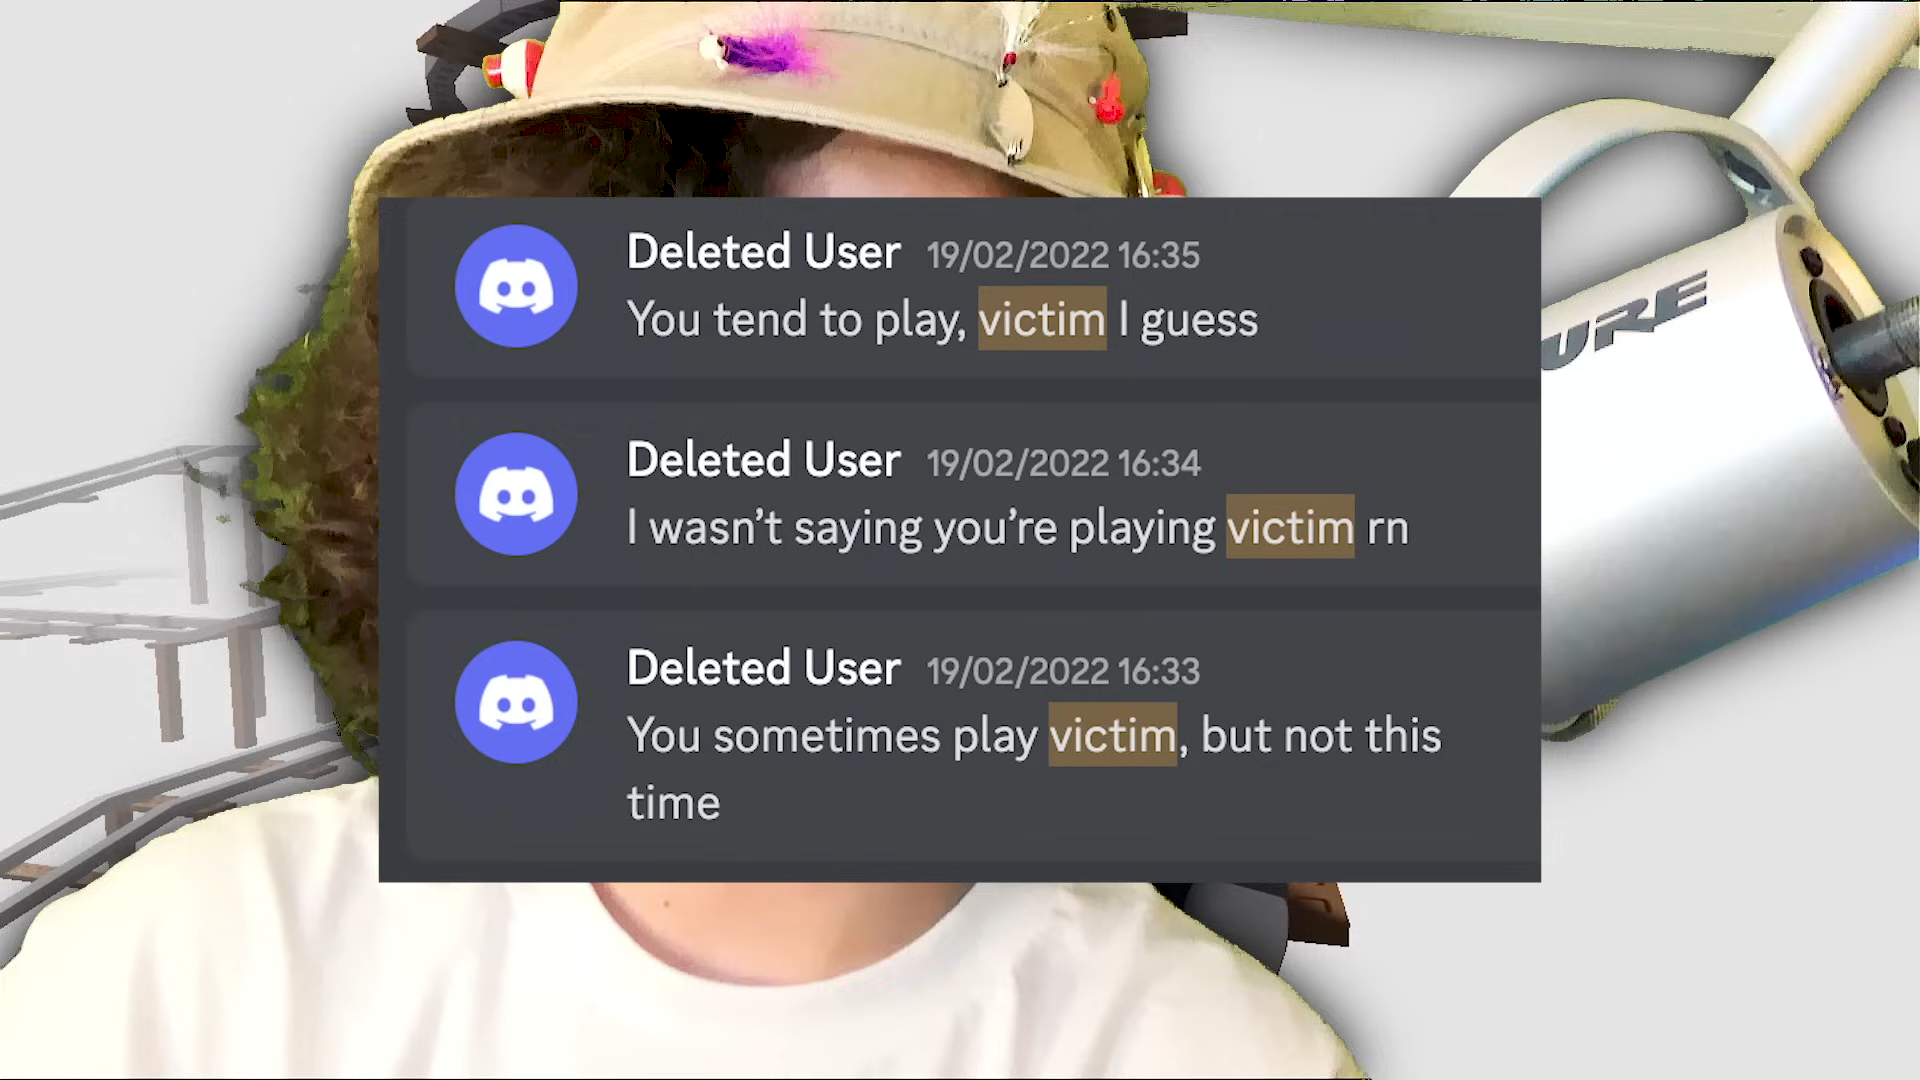 Deleted User 19/02/2022 16:35
You tend to play, victim I guess
Deleted User 19/02/2022 16:34
I wasn’t saying you’re playing victim rn
Deleted User 19/02/2022 16:33
You sometimes play victim, but not this
time
URE